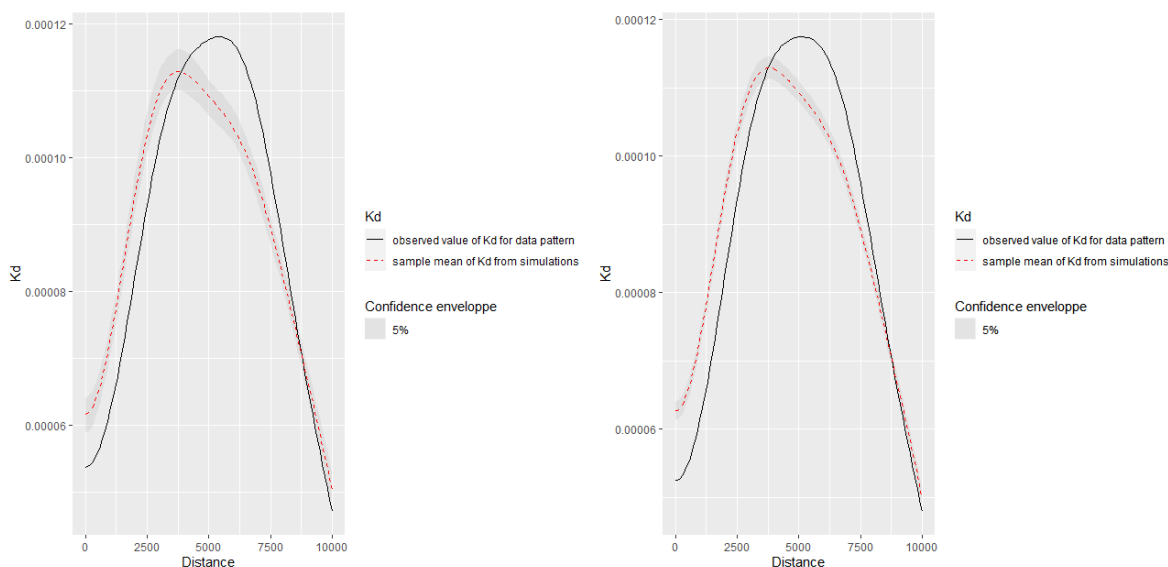 0.00012
0.00010
0.00008
0.00006
Kd
0
2500
5000
7500
10000
Distance
Kd
observed value of Kd for data pattern
sample mean of Kd from simulations
Confidence enveloppe
5%
0.00012
0.00010
0.00008
0.00006
Kd
0
2500
5000
7500
10000
Distance
Kd
observed value of Kd for data pattern
sample mean of Kd from simulations
Confidence enveloppe
5%